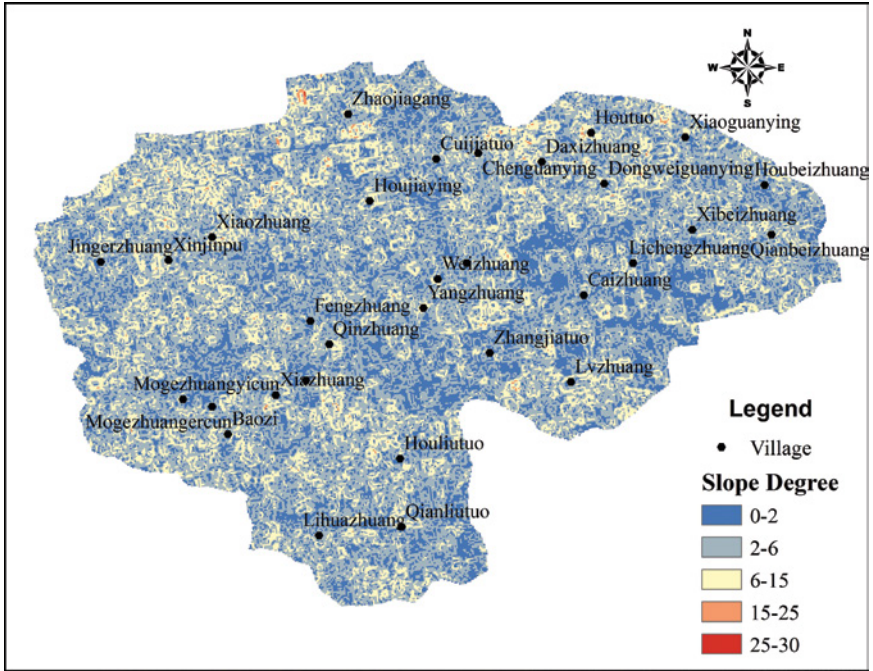 N
W E
S
Zhaojiagang
Houtuo
Xiaoguanying
Cuijiatuo
Daxizhuang
Chenguanying
Dongweiguanying
Houbeizhuang
Houjiaying
Xiaozhuang
Xibeizhuang
Jingerzhuang
Xinjinpu
Lichengzhuang
Qianbeizhuang
Weizhuang
Caizhuang
Yangzhuang
Fengzhuang
Qinzhuang
Zhangjiatuo
Lvzhuang
Mogezhuangyicun
Xiazhuang
Mogezhuangercun
Baozi
Houliutuo
Qianliutuo
Lihuazhuang
Legend
Village
Slope Degree
0-2
2-6
6-15
15-25
25-30